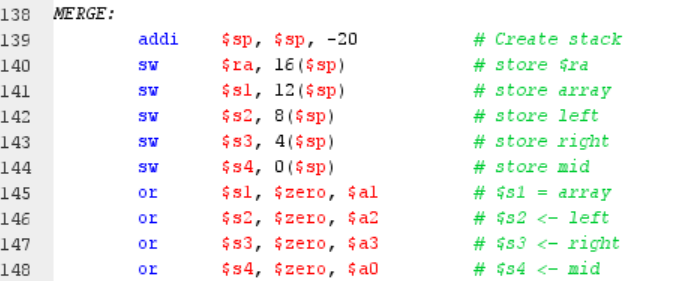 138 MERGE:
139 addi $sp, $sp, -20 # Create stack
140 sw $ra, 16($sp) # store $ra
141 sw $s1, 12($sp) # store array
142 sw $s2, 8($sp) # store left
143 sw $s3, 4($sp) # store right
144 sw $s4, 0($sp) # store mid
145 or $s1, $zero, $a1 # $s1 = array
146 or $s2, $zero, $a2 # $s2 <- left
147 or $s3, $zero, $a3 # $s3 <- right
148 or $s4, $zero, $a0 # $s4 <- mid